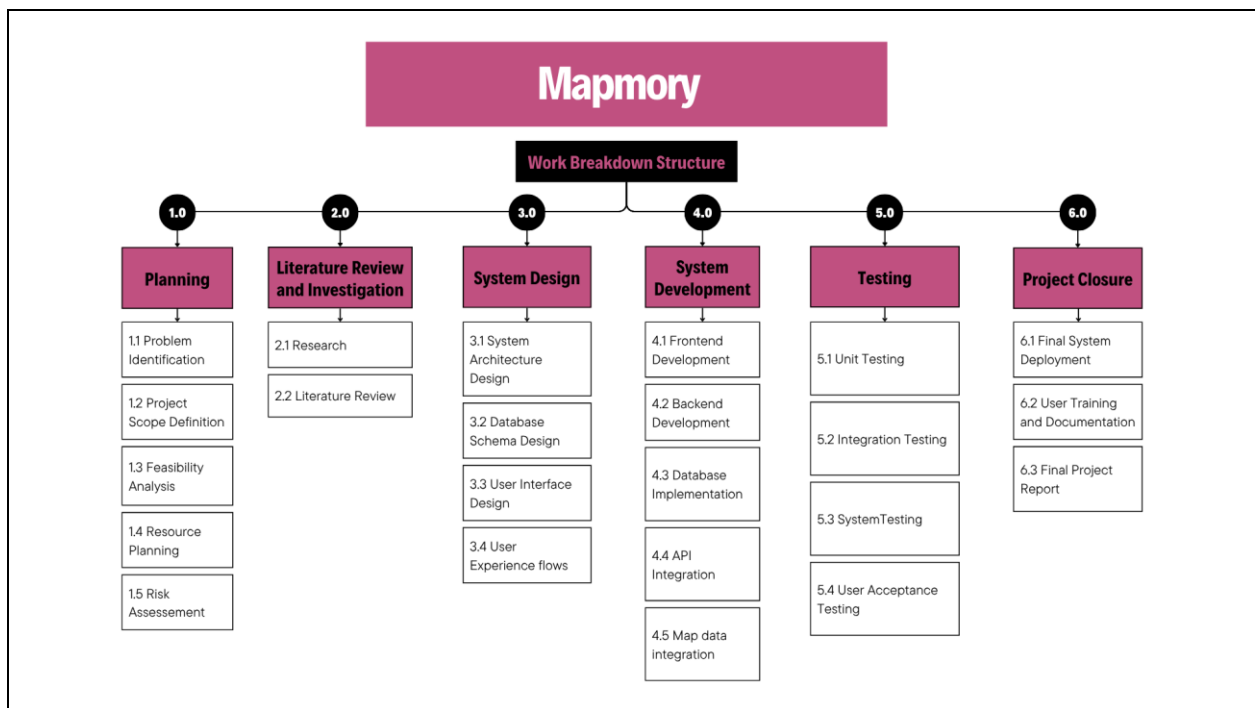 Mapmory
Work Breakdown Structure
1.0
2.0
3.0
4.0
5.0
6.0
Planning
Literature Review
and Investigation
System Design
System
Development
Testing
Project Closure
1.1 Problem
Identification
1.2 Project
Scope Definition
1.3 Feasibility
Analysis
1.4 Resource
Planning
1.5 Risk
Assessement
2.1 Research
2.2 Literature Review
3.1 System
Architecture
Design
3.2 Database
Schema Design
3.3 User Interface
Design
3.4 User
Experience flows
4.1 Frontend
Development
4.2 Backend
Development
4.3 Database
Implementation
4.4 API
Integration
4.5 Map data
integration
5.1 Unit Testing
5.2 Integration Testing
5.3 SystemTesting
5.4 User Acceptance
Testing
6.1 Final System
Deployment
6.2 User Training
and Documentation
6.3 Final Project
Report